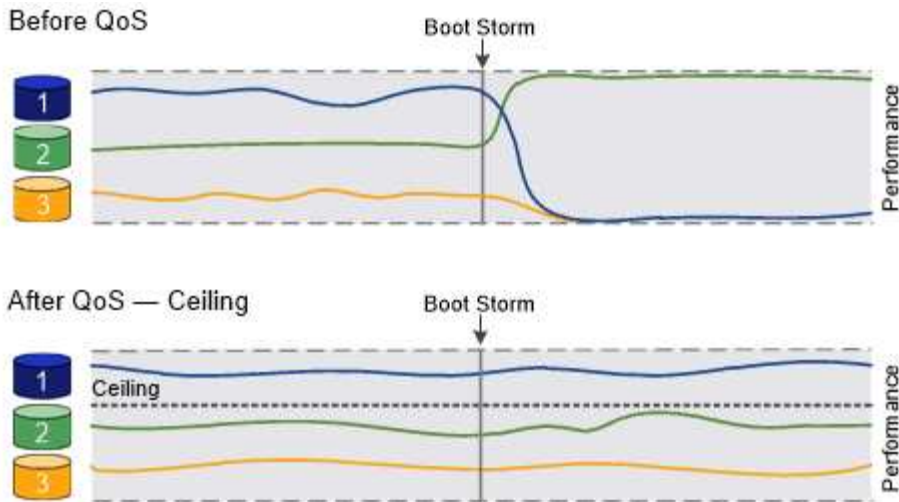 Before QoS
Boot Storm
1
2
3
Performance
After QoS — Ceiling
Boot Storm
1
Ceiling
2
3
Performance